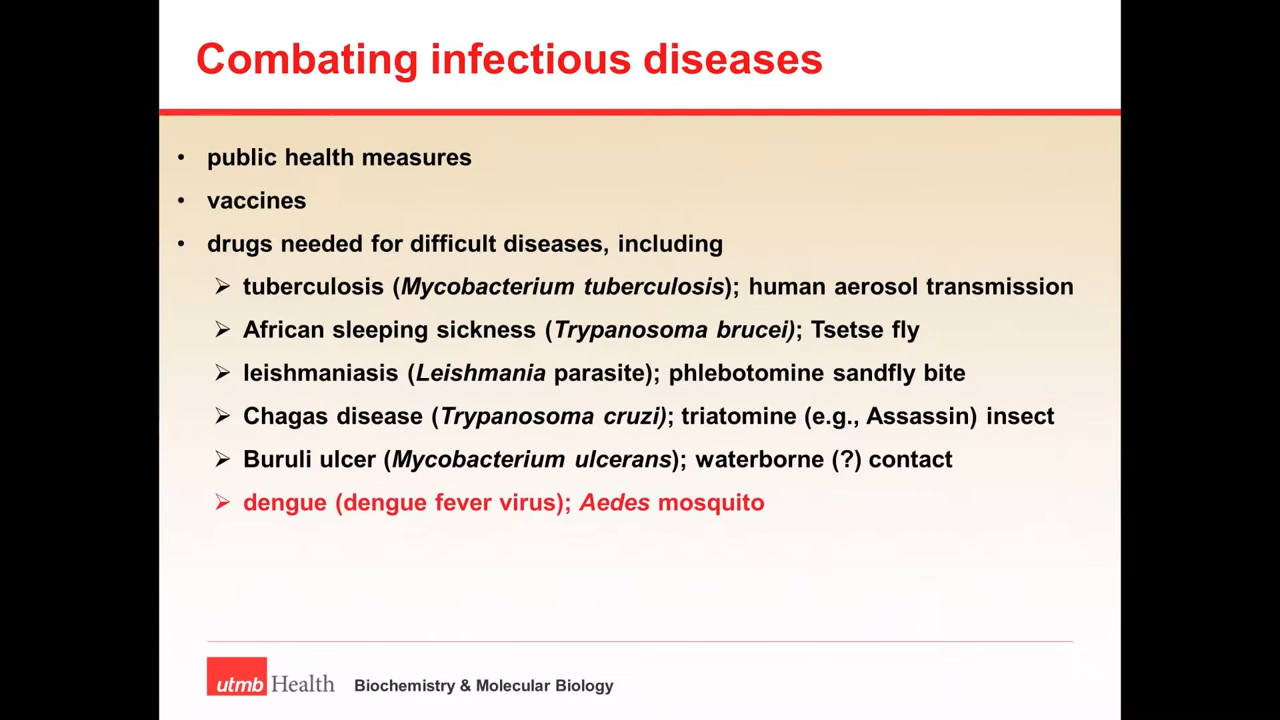 Combating infectious diseases
• public health measures
• vaccines
• drugs needed for difficult diseases, including
➢ tuberculosis (Mycobacterium tuberculosis); human aerosol transmission
➢ African sleeping sickness (Trypanosoma brucei); Tsetse fly
➢ leishmaniasis (Leishmania parasite); phlebotomine sandfly bite
➢ Chagas disease (Trypanosoma cruzi); triatomine (e.g., Assassin) insect
➢ Buruli ulcer (Mycobacterium ulcerans); waterborne (?) contact
➢ dengue (dengue fever virus); Aedes mosquito
utmb Health Biochemistry & Molecular Biology